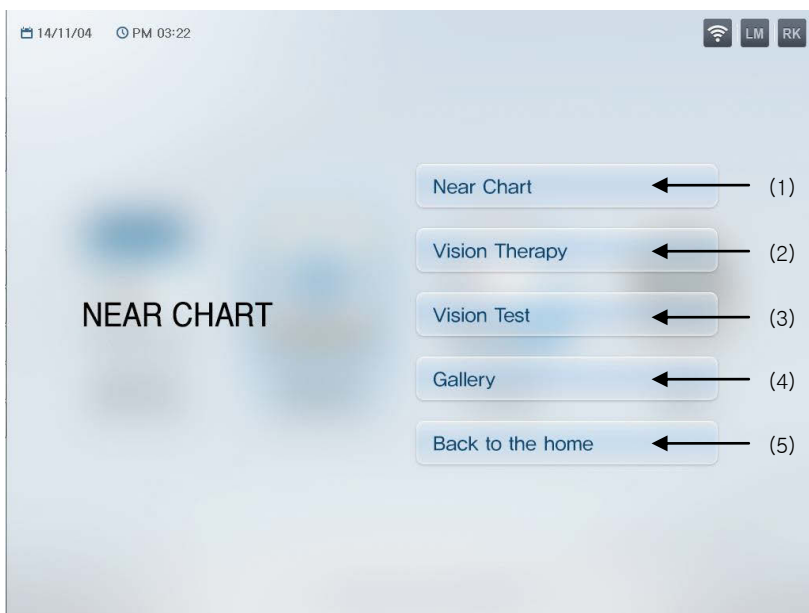 14/11/04 PM 03:22 LM RK
Near Chart (1)
Vision Therapy (2)
NEAR CHART
Vision Test (3)
Gallery (4)
Back to the home (5)